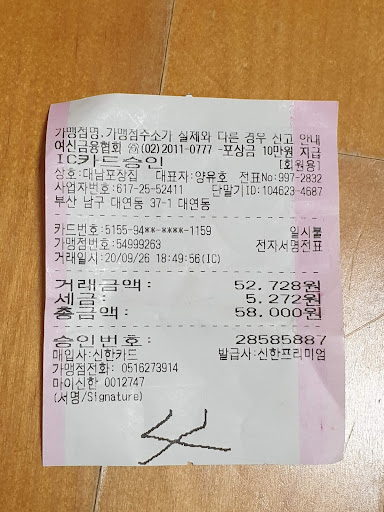 가맹점명.가맹점주소가 실제와 다른 경우 신고 안내
여신금융협회 ☎(02)2011-0777 -포상금 10만원 지급
IC카드승인 [회원용]
상호:대남포장집 대표자:양유호 전표No:997-2832
사업자번호:617-25-52411 단말기ID:104623-4687
부산 남구 대연동 37-1 대연동
카드번호:5155-94**-****-1159 일시불
가맹점번호:54999263 전자서명전표
거래일시:20/09/26 18:49:56(IC)
거래금액: 52.728원
세금: 5.272원
총금액: 58.000원
승인번호: 28585887
매입사:신한카드 발급사:신한프리미엄
가맹점전화: 0516273914
마이신한 0012747
(서명/Signature)